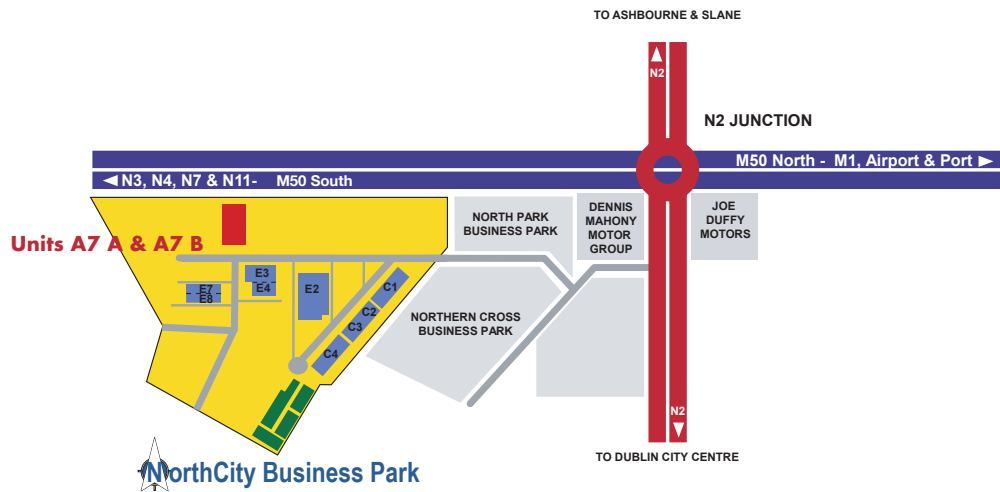 TO ASHBOURNE & SLANE
N2
N2 JUNCTION
M50 North - M1, Airport & Port
N3, N4, N7 & N11- M50 South
NORTH PARK
BUSINESS PARK
DENNIS
MAHONY
MOTOR
GROUP
JOE
DUFFY
MOTORS
Units A7 A & A7 B
E3
E4
E7
E8
E2
C1
C2
C3
C4
NORTHERN CROSS
BUSINESS PARK
N2
TO DUBLIN CITY CENTRE
NorthCity Business Park